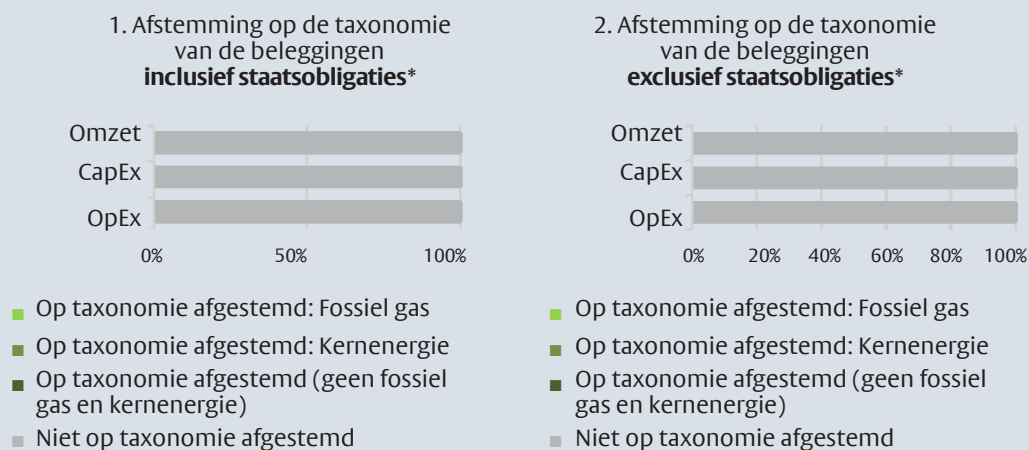 1. Afstemming op de taxonomie
van de beleggingen
inclusief staatsobligaties*
Omzet
CapEx
OpEx
0% 50% 100%
Op taxonomie afgestemd: Fossiel gas
Op taxonomie afgestemd: Kernenergie
Op taxonomie afgestemd (geen fossiel
gas en kernenergie)
Niet op taxonomie afgestemd
2. Afstemming op de taxonomie
van de beleggingen
exclusief staatsobligaties*
Omzet
CapEx
OpEx
0% 20% 40% 60% 80% 100%
Op taxonomie afgestemd: Fossiel gas
Op taxonomie afgestemd: Kernenergie
Op taxonomie afgestemd (geen fossiel
gas en kernenergie)
Niet op taxonomie afgestemd